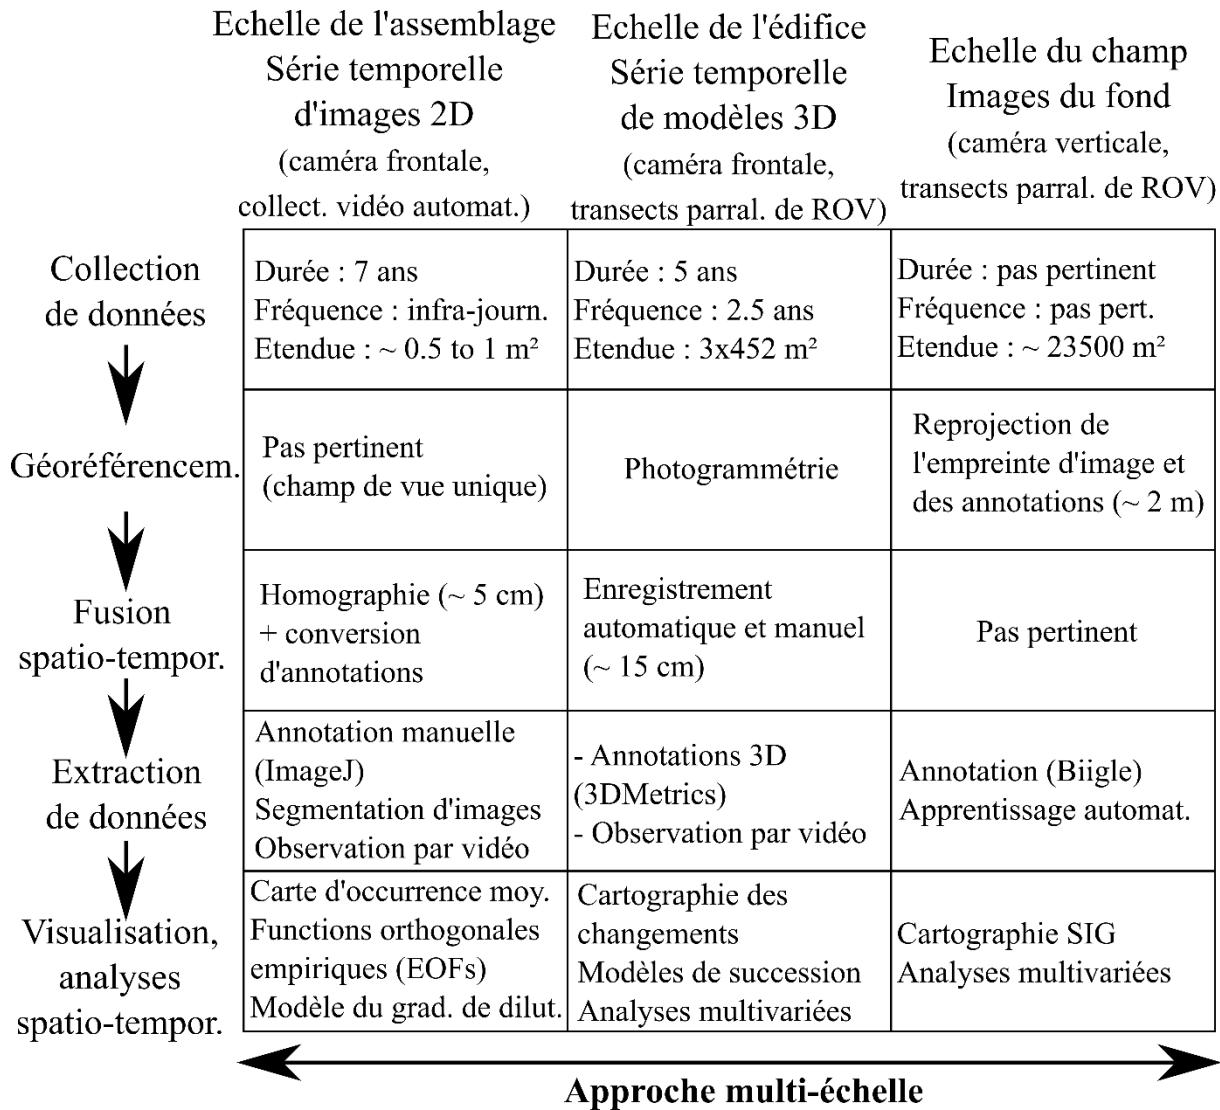 Echelle de l'assemblage
Série temporelle
d'images 2D
(caméra frontale,
collect. vidéo automat.)
Echelle de l'édifice
Série temporelle
de modèles 3D
(caméra frontale,
transects parral. de ROV)
Echelle du champ
Images du fond
(caméra verticale,
transects parral. de ROV)
Collection
de données
Durée : 7 ans
Fréquence : infra-journ.
Etendue : ~ 0.5 to 1 m²
Durée : 5 ans
Fréquence : 2.5 ans
Etendue : 3x452 m²
Durée : pas pertinent
Fréquence : pas pert.
Etendue : ~ 23500 m²
Géoréférencem.
Pas pertinent
(champ de vue unique)
Photogrammétrie
Reprojection de
l'empreinte d'image et
des annotations (~ 2 m)
Fusion
spatio-tempor.
Homographie (~ 5 cm)
+ conversion
d'annotations
Enregistrement
automatique et manuel
(~ 15 cm)
Pas pertinent
Extraction
de données
Annotation manuelle
(ImageJ)
Segmentation d'images
Observation par vidéo
- Annotations 3D
(3DMetrics)
- Observation par vidéo
Annotation (Biigle)
Apprentissage automat.
Visualisation,
analyses
spatio-tempor.
Carte d'occurrence moy.
Functions orthogonales
empiriques (EOFs)
Modèle du grad. de dilut.
Cartographie des
changements
Modèles de succession
Analyses multivariées
Cartographie SIG
Analyses multivariées
Approche multi-échelle